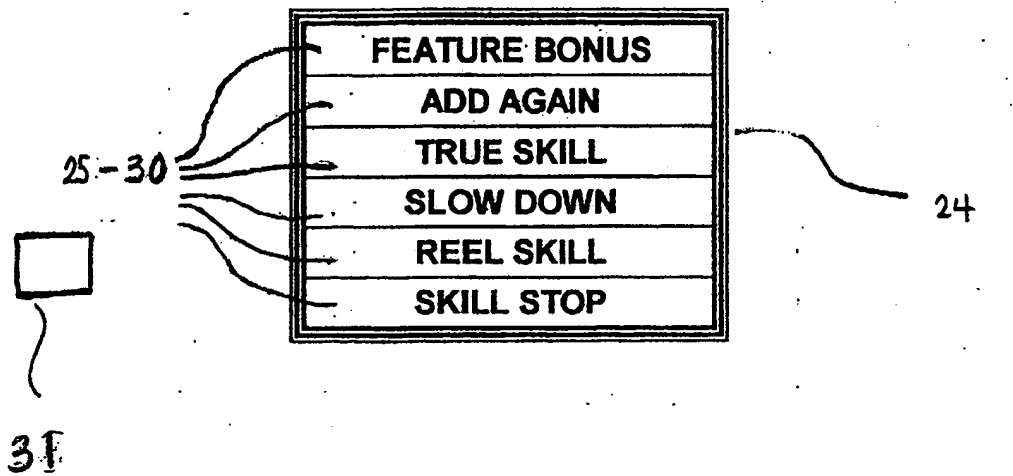 FEATURE BONUS
ADD AGAIN
TRUE SKILL
25-30
SLOW DOWN
24
REEL SKILL
SKILL STOP
31